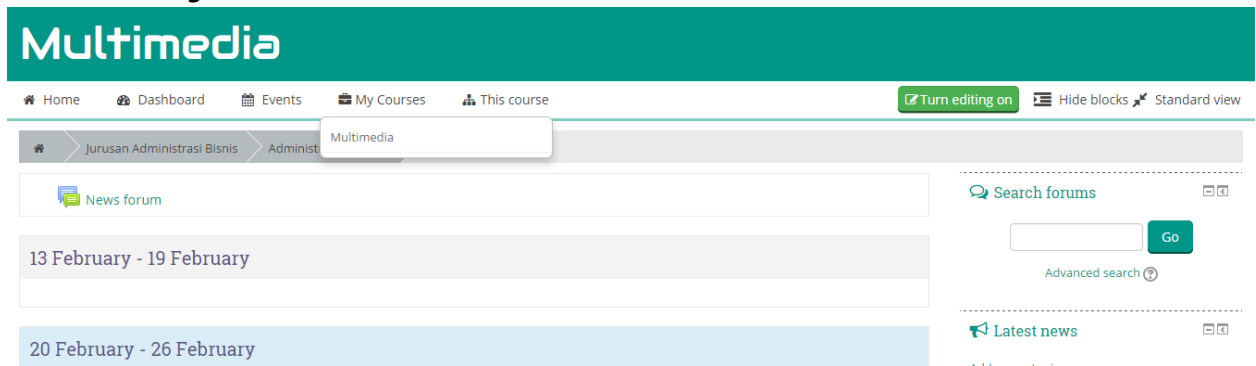 Multimedia
Home Dashboard Events My Courses This course Turn editing on Hide blocks Standard view
Multimedia
Jurusan Administrasi Bisnis
News forum
Search forums
Go
Advanced search
13 February - 19 February
Latest news
20 February - 26 February